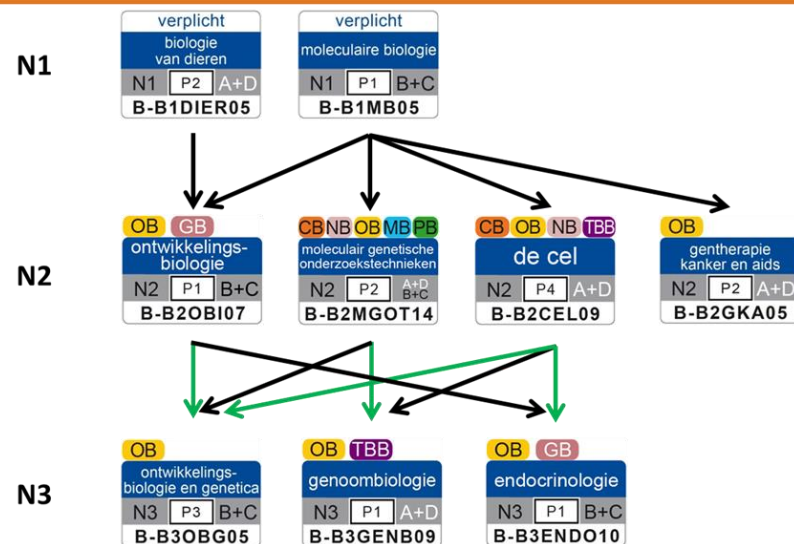 verplicht
biologie
van dieren
N1 P2 A+D
B-B1DIER05
verplicht
moleculaire biologie
N1 P1 B+C
B-B1MB05
N1
OB GB
ontwikkelings-
biologie
N2 P1 B+C
B-B2OBI07
CB NB OB MB PB
moleculair genetische
onderzoekstechnieken
N2 P2 A+D
B+C
B-B2MGOT14
CB OB NB TBB
de cel
N2 P4 A+D
B-B2CEL09
OB
gentherapie
kanker en aids
N2 P2 A+D
B-B2GKA05
N2
OB
ontwikkelings-
biologie en genetica
N3 P3 B+C
B-B3OBG05
OB TBB
genoombiologie
N3 P1 A+D
B-B3GENB09
OB GB
endocrinologie
N3 P1 B+C
B-B3ENDO10
N3